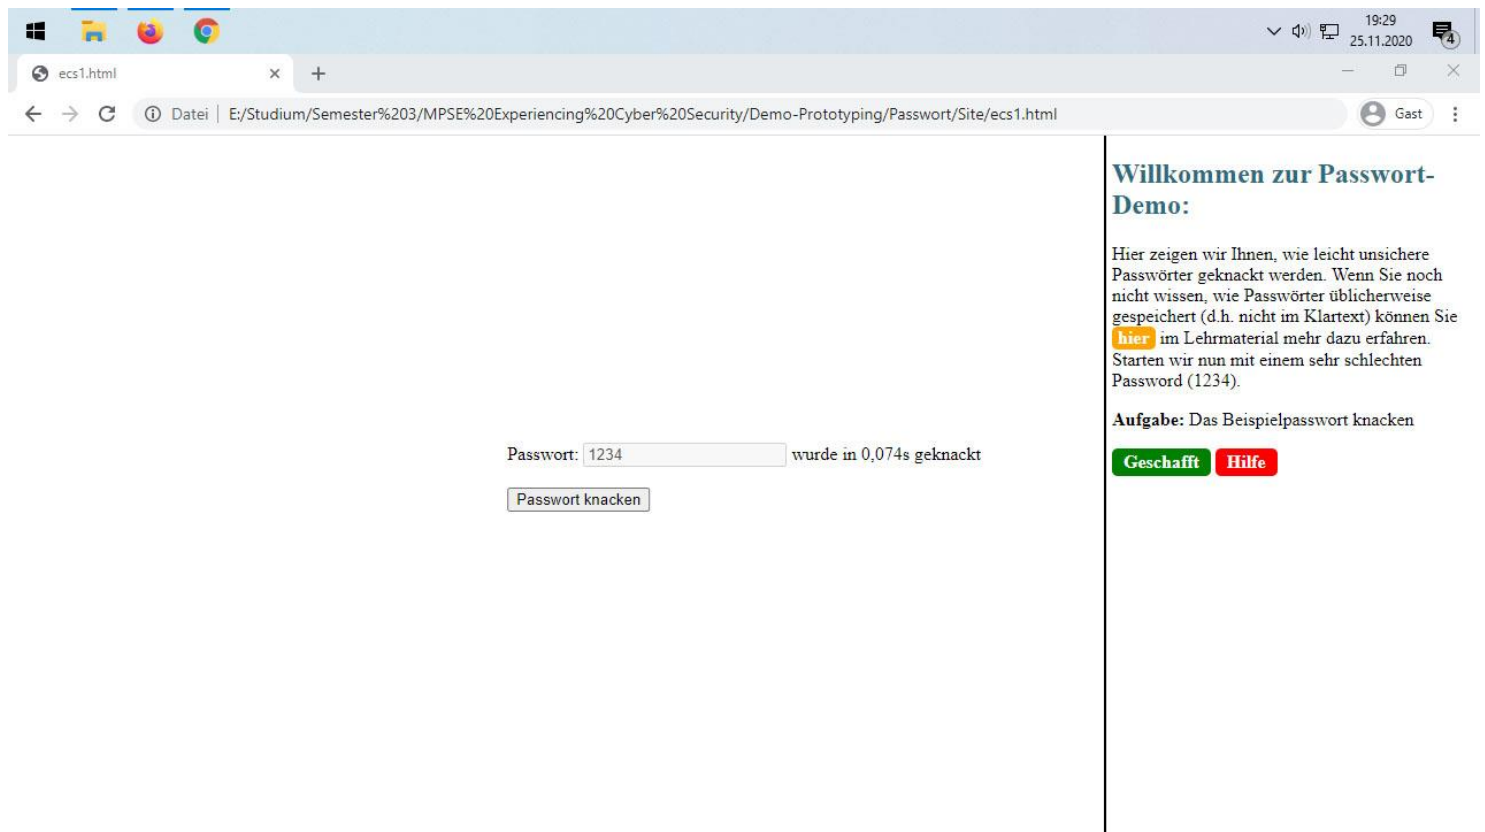 19:29
25.11.2020
4
ecs1.html
Datei | E:/Studium/Semester%203/MPSE%20Experiencing%20Cyber%20Security/Demo-Prototyping/Passwort/Site/ecs1.html
Gast
Passwort: 1234 wurde in 0,074s geknackt
Passwort knacken
Willkommen zur Passwort-
Demo:
Hier zeigen wir Ihnen, wie leicht unsichere
Passwörter geknackt werden. Wenn Sie noch
nicht wissen, wie Passwörter üblicherweise
gespeichert (d.h. nicht im Klartext) können Sie
hier im Lehrmaterial mehr dazu erfahren.
Starten wir nun mit einem sehr schlechten
Password (1234).
Aufgabe: Das Beispielpasswort knacken
Geschafft Hilfe